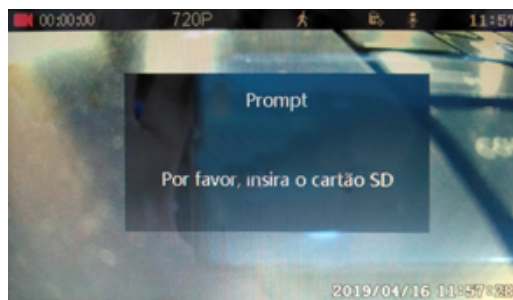 00:00:00 720P 11:57
Prompt
Por favor, insira o cartão SD
2019/04/16 11:57:28